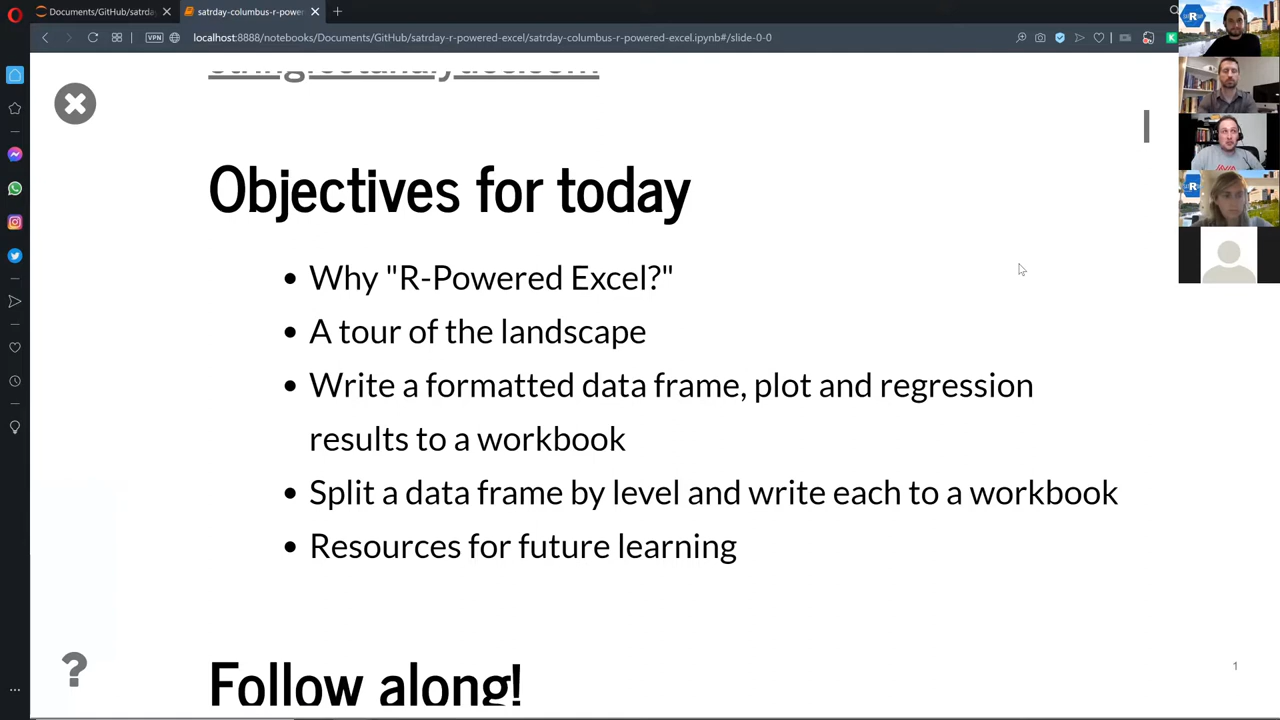 Documents/GitHub/satrda
satrday-columbus-r-power
VPN
localhost:8888/notebooks/Documents/GitHub/satrday-r-powered-excel/satrday-columbus-r-powered-excel.ipynb#/slide-0-0
Objectives for today
• Why "R-Powered Excel?"
• A tour of the landscape
• Write a formatted data frame, plot and regression
results to a workbook
• Split a data frame by level and write each to a workbook
• Resources for future learning
Follow along!
?
1
R
R